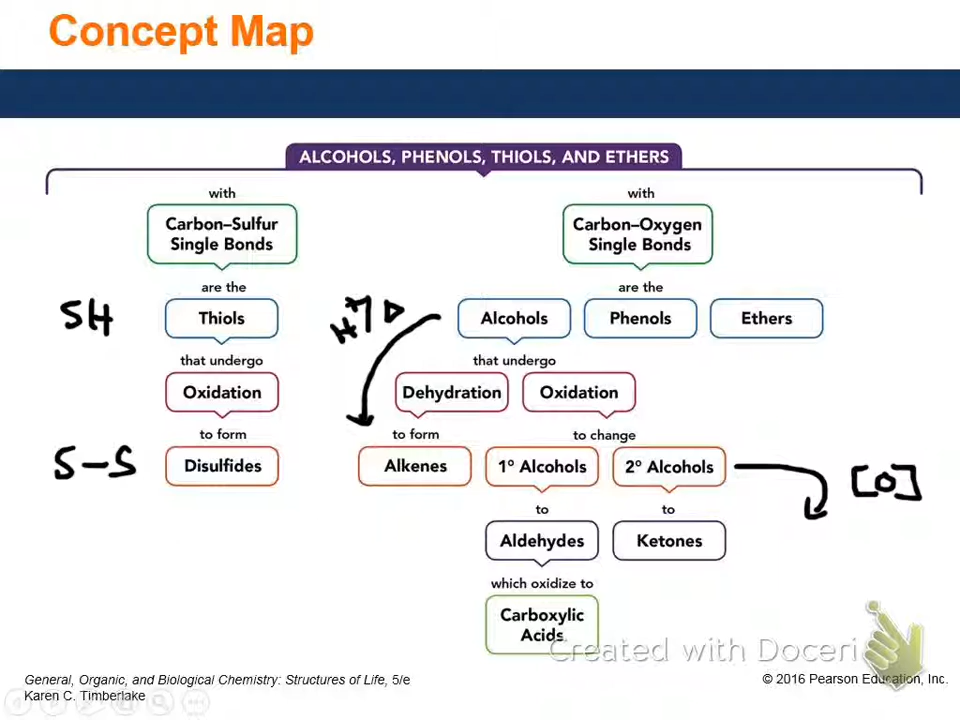 Concept Map
ALCOHOLS, PHENOLS, THIOLS, AND ETHERS
with
with
Carbon–Sulfur
Single Bonds
Carbon–Oxygen
Single Bonds
are the
are the
SH
Thiols
Alcohols
Phenols
Ethers
that undergo
that undergo
Oxidation
Dehydration
Oxidation
to form
to form
to change
S–S
Disulfides
Alkenes
1° Alcohols
2° Alcohols
[O]
to
to
Aldehydes
Ketones
which oxidize to
Carboxylic
Acids
Created with Doceri
General, Organic, and Biological Chemistry: Structures of Life, 5/e
Karen C. Timberlake
© 2016 Pearson Education, Inc.